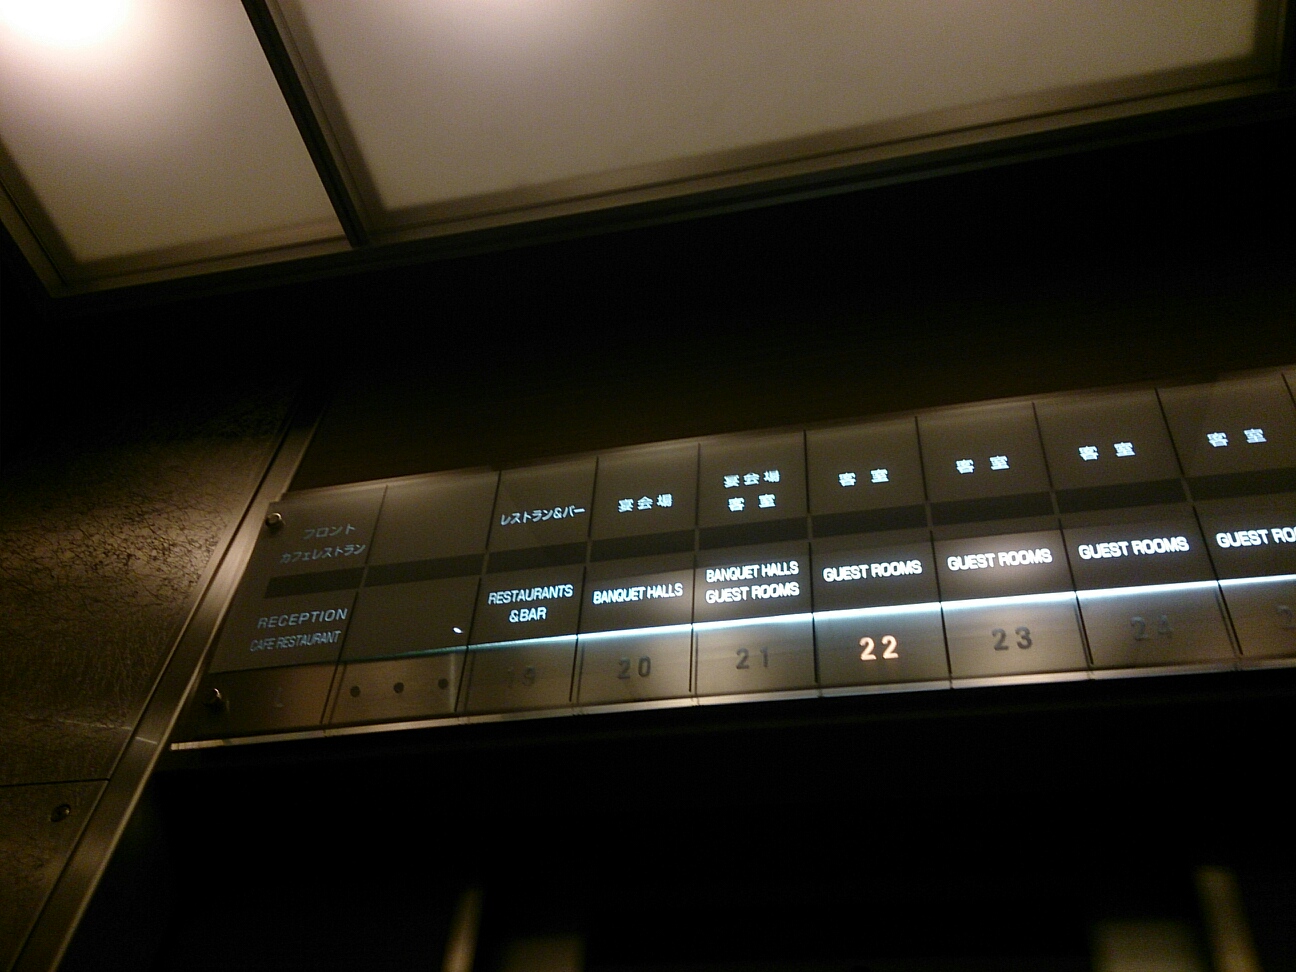 フロント
カフェレストラン
RECEPTION
CAFE RESTAURANT
レストラン&バー
RESTAURANTS
&BAR
19
宴会場
BANQUET HALLS
20
宴会場
客室
BANQUET HALLS
GUEST ROOMS
21
客室
GUEST ROOMS
22
客室
GUEST ROOMS
23
客室
GUEST ROOMS
24
客室
GUEST